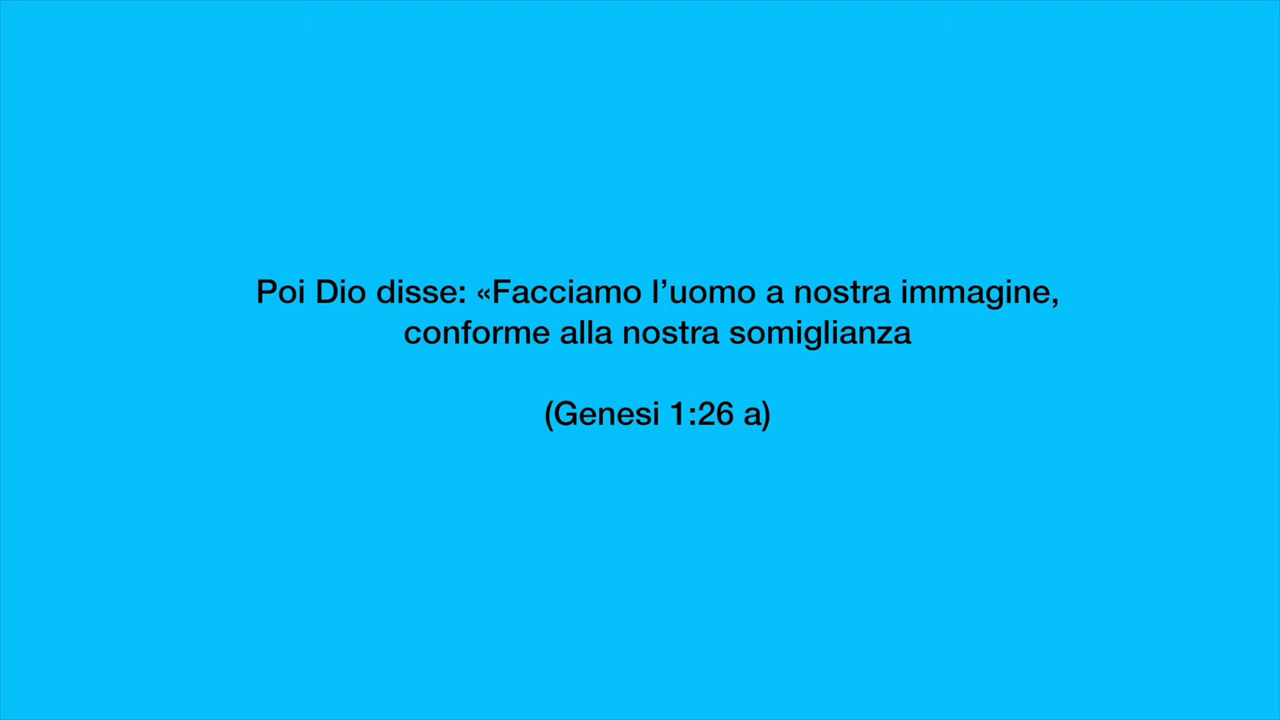 Poi Dio disse: «Facciamo l’uomo a nostra immagine,
conforme alla nostra somiglianza
(Genesi 1:26 a)